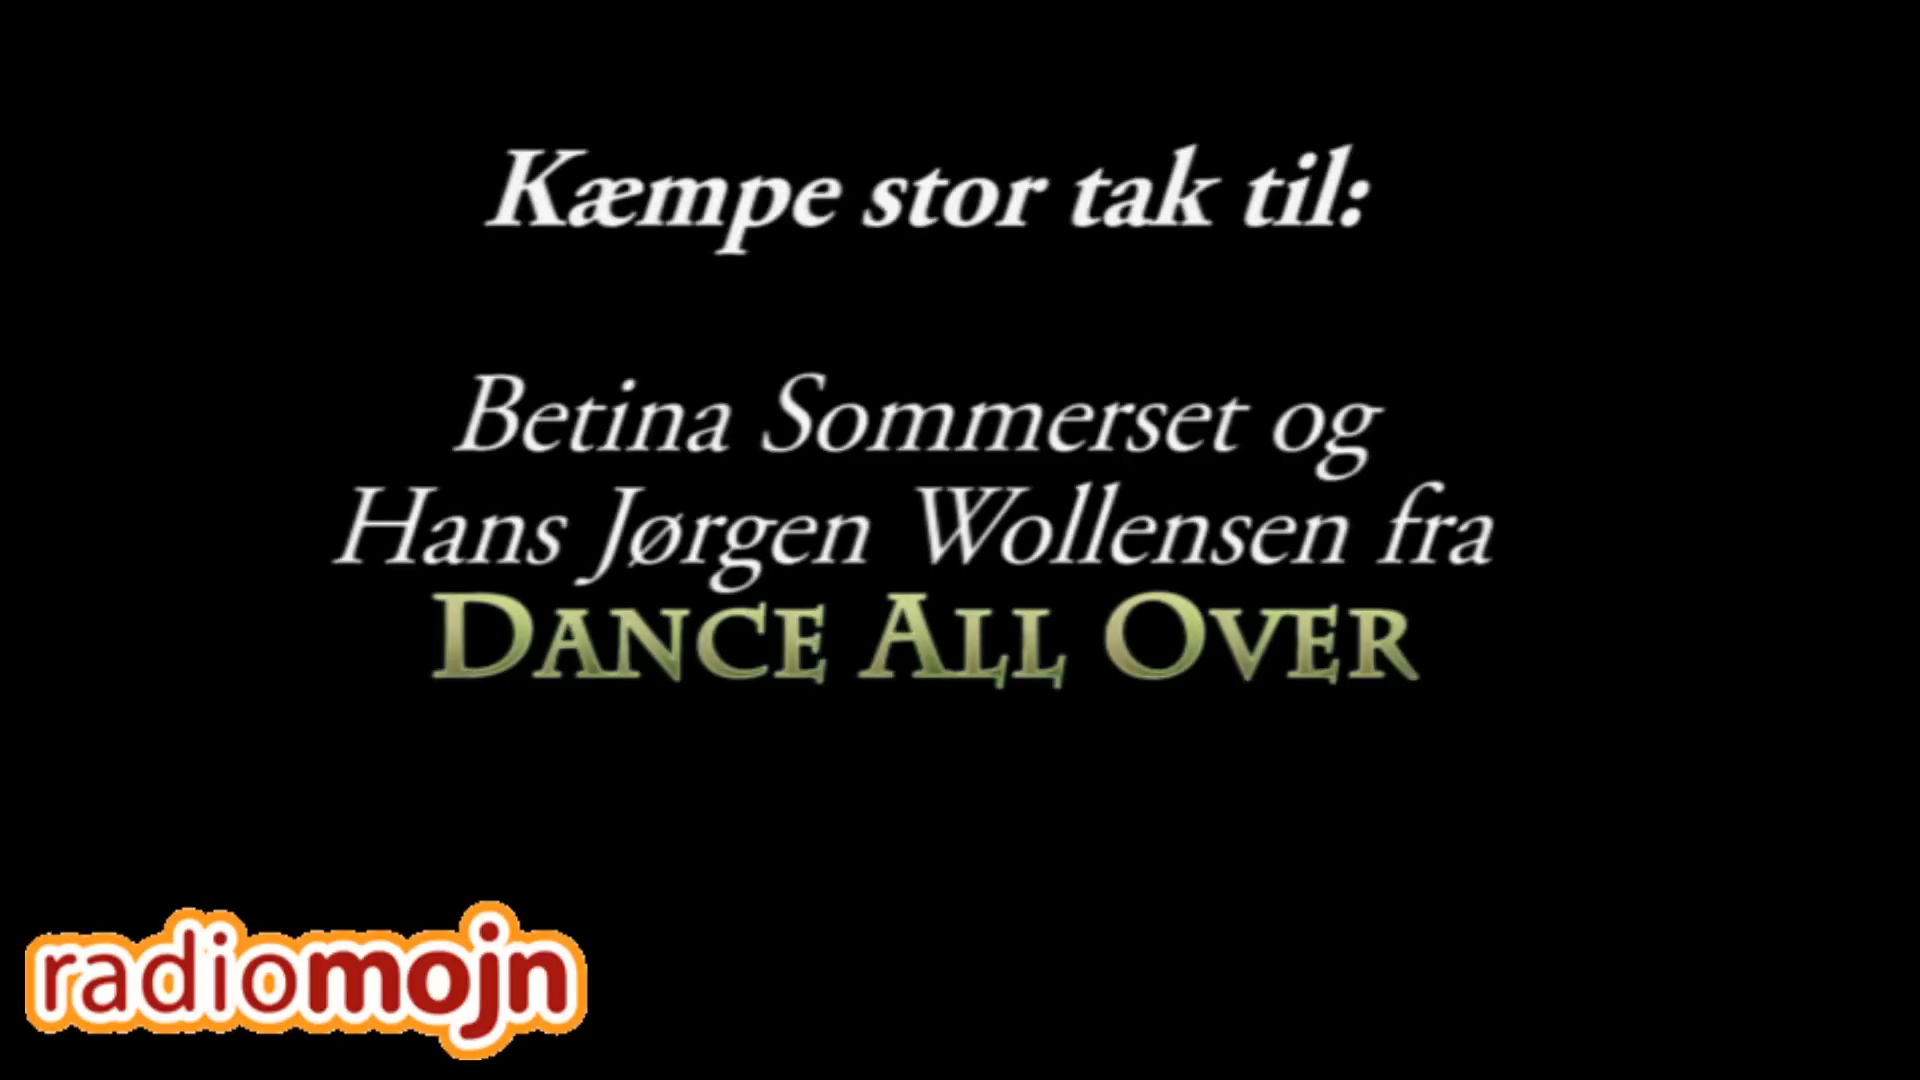 Kæmpe stor tak til:
Betina Sommerset og
Hans Jørgen Wollensen fra
DANCE ALL OVER
radiomojn